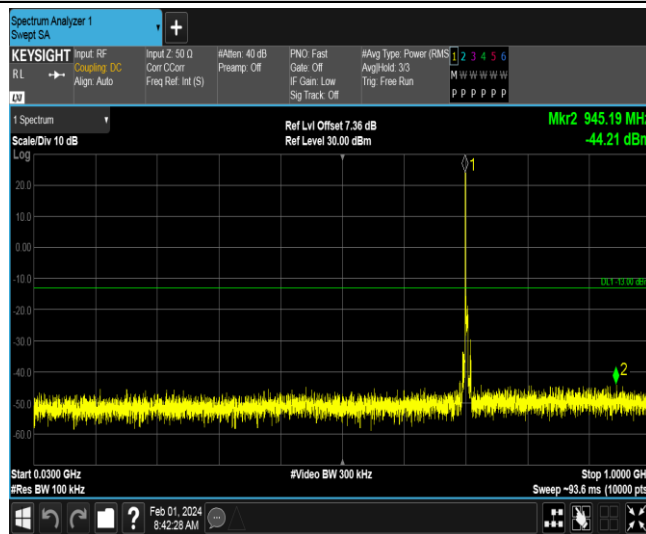 Spectrum Analyzer 1
Swept SA
+
KEYSIGHT Input: RF Input Z: 50 Ω #Atten: 40 dB PNO: Fast #Avg Type: Power (RMS 1 2 3 4 5 6
RL Coupling: DC Corr CCorr Preamp: Off Gate: Off Avg|Hold: 3/3 M W W W W W
Align: Auto Freq Ref: Int (S) IF Gain: Low Trig: Free Run
Sig Track: Off P P P P P P
LXI
1 Spectrum Ref Lvl Offset 7.36 dB Mkr2 945.19 MHz
Scale/Div 10 dB Ref Level 30.00 dBm -44.21 dBm
Log
1
20.0
10.0
0.00
-10.0
DL1 -13.00 dBm
-20.0
-30.0
-40.0
2
-50.0
-60.0
Start 0.0300 GHz #Video BW 300 kHz Stop 1.0000 GHz
#Res BW 100 kHz Sweep ~93.6 ms (10000 pts
? Feb 01, 2024
8:42:28 AM